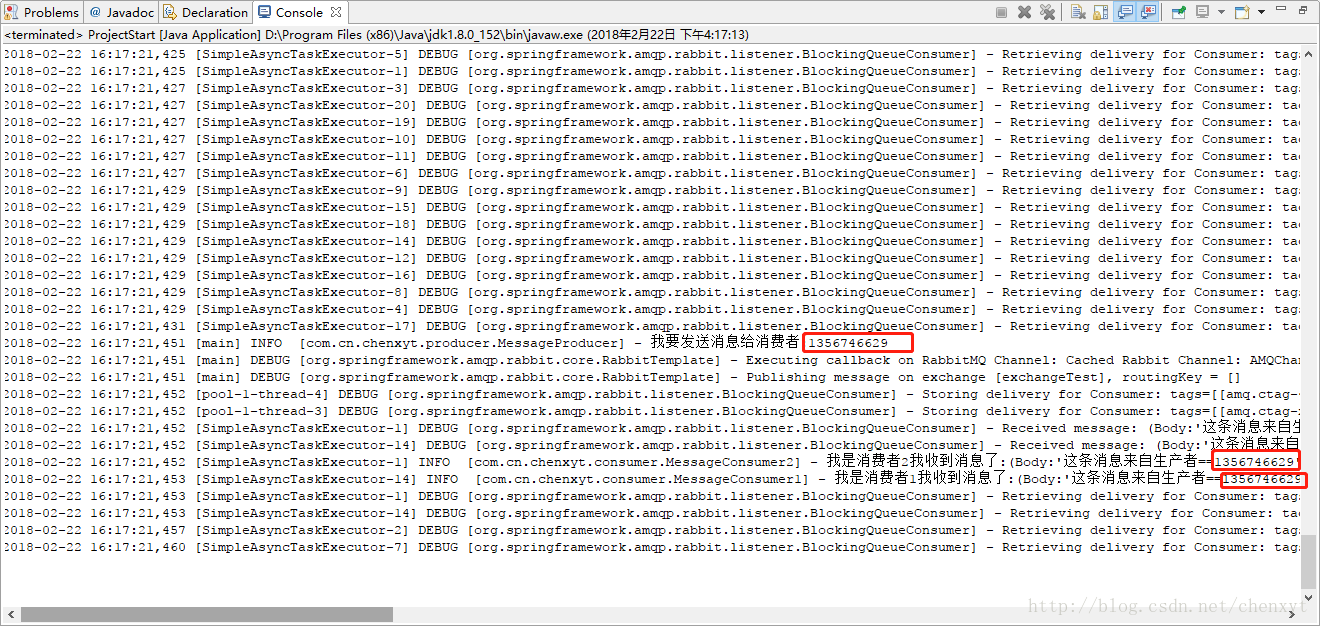 Problems @ Javadoc Declaration Console
<terminated> ProjectStart [Java Application] D:\Program Files (x86)\Java\jdk1.8.0_152\bin\javaw.exe (2018年2月22日 下午4:17:13)
2018-02-22 16:17:21,425 [SimpleAsyncTaskExecutor-5] DEBUG [org.springframework.amqp.rabbit.listener.BlockingQueueConsumer] - Retrieving delivery for Consumer: tag
2018-02-22 16:17:21,425 [SimpleAsyncTaskExecutor-1] DEBUG [org.springframework.amqp.rabbit.listener.BlockingQueueConsumer] - Retrieving delivery for Consumer: tag
2018-02-22 16:17:21,427 [SimpleAsyncTaskExecutor-3] DEBUG [org.springframework.amqp.rabbit.listener.BlockingQueueConsumer] - Retrieving delivery for Consumer: tag
2018-02-22 16:17:21,427 [SimpleAsyncTaskExecutor-20] DEBUG [org.springframework.amqp.rabbit.listener.BlockingQueueConsumer] - Retrieving delivery for Consumer: ta
2018-02-22 16:17:21,427 [SimpleAsyncTaskExecutor-19] DEBUG [org.springframework.amqp.rabbit.listener.BlockingQueueConsumer] - Retrieving delivery for Consumer: ta
2018-02-22 16:17:21,427 [SimpleAsyncTaskExecutor-10] DEBUG [org.springframework.amqp.rabbit.listener.BlockingQueueConsumer] - Retrieving delivery for Consumer: ta
2018-02-22 16:17:21,427 [SimpleAsyncTaskExecutor-11] DEBUG [org.springframework.amqp.rabbit.listener.BlockingQueueConsumer] - Retrieving delivery for Consumer: ta
2018-02-22 16:17:21,427 [SimpleAsyncTaskExecutor-6] DEBUG [org.springframework.amqp.rabbit.listener.BlockingQueueConsumer] - Retrieving delivery for Consumer: tag
2018-02-22 16:17:21,429 [SimpleAsyncTaskExecutor-9] DEBUG [org.springframework.amqp.rabbit.listener.BlockingQueueConsumer] - Retrieving delivery for Consumer: tag
2018-02-22 16:17:21,429 [SimpleAsyncTaskExecutor-15] DEBUG [org.springframework.amqp.rabbit.listener.BlockingQueueConsumer] - Retrieving delivery for Consumer: ta
2018-02-22 16:17:21,429 [SimpleAsyncTaskExecutor-18] DEBUG [org.springframework.amqp.rabbit.listener.BlockingQueueConsumer] - Retrieving delivery for Consumer: ta
2018-02-22 16:17:21,429 [SimpleAsyncTaskExecutor-14] DEBUG [org.springframework.amqp.rabbit.listener.BlockingQueueConsumer] - Retrieving delivery for Consumer: ta
2018-02-22 16:17:21,429 [SimpleAsyncTaskExecutor-12] DEBUG [org.springframework.amqp.rabbit.listener.BlockingQueueConsumer] - Retrieving delivery for Consumer: ta
2018-02-22 16:17:21,429 [SimpleAsyncTaskExecutor-16] DEBUG [org.springframework.amqp.rabbit.listener.BlockingQueueConsumer] - Retrieving delivery for Consumer: ta
2018-02-22 16:17:21,429 [SimpleAsyncTaskExecutor-8] DEBUG [org.springframework.amqp.rabbit.listener.BlockingQueueConsumer] - Retrieving delivery for Consumer: tag
2018-02-22 16:17:21,429 [SimpleAsyncTaskExecutor-4] DEBUG [org.springframework.amqp.rabbit.listener.BlockingQueueConsumer] - Retrieving delivery for Consumer: tag
2018-02-22 16:17:21,431 [SimpleAsyncTaskExecutor-17] DEBUG [org.springframework.amqp.rabbit.listener.BlockingQueueConsumer] - Retrieving delivery for Consumer: ta
2018-02-22 16:17:21,451 [main] INFO [com.cn.chenxyt.producer.MessageProducer] - 我要发送消息给消费者 1356746629
2018-02-22 16:17:21,451 [main] DEBUG [org.springframework.amqp.rabbit.core.RabbitTemplate] - Executing callback on RabbitMQ Channel: Cached Rabbit Channel: AMQChan
2018-02-22 16:17:21,451 [main] DEBUG [org.springframework.amqp.rabbit.core.RabbitTemplate] - Publishing message on exchange [exchangeTest], routingKey = []
2018-02-22 16:17:21,452 [pool-1-thread-4] DEBUG [org.springframework.amqp.rabbit.listener.BlockingQueueConsumer] - Storing delivery for Consumer: tags=[[amq.ctag-
2018-02-22 16:17:21,452 [pool-1-thread-3] DEBUG [org.springframework.amqp.rabbit.listener.BlockingQueueConsumer] - Storing delivery for Consumer: tags=[[amq.ctag-
2018-02-22 16:17:21,452 [SimpleAsyncTaskExecutor-1] DEBUG [org.springframework.amqp.rabbit.listener.BlockingQueueConsumer] - Received message: (Body:'这条消息来自生
2018-02-22 16:17:21,452 [SimpleAsyncTaskExecutor-14] DEBUG [org.springframework.amqp.rabbit.listener.BlockingQueueConsumer] - Received message: (Body:'这条消息来自
2018-02-22 16:17:21,452 [SimpleAsyncTaskExecutor-1] INFO [com.cn.chenxyt.consumer.MessageConsumer2] - 我是消费者2我收到消息了:(Body:'这条消息来自生产者==1356746629'
2018-02-22 16:17:21,453 [SimpleAsyncTaskExecutor-14] INFO [com.cn.chenxyt.consumer.MessageConsumer1] - 我是消费者1我收到消息了:(Body:'这条消息来自生产者==1356746629
2018-02-22 16:17:21,453 [SimpleAsyncTaskExecutor-1] DEBUG [org.springframework.amqp.rabbit.listener.BlockingQueueConsumer] - Retrieving delivery for Consumer: tag
2018-02-22 16:17:21,453 [SimpleAsyncTaskExecutor-14] DEBUG [org.springframework.amqp.rabbit.listener.BlockingQueueConsumer] - Retrieving delivery for Consumer: ta
2018-02-22 16:17:21,457 [SimpleAsyncTaskExecutor-2] DEBUG [org.springframework.amqp.rabbit.listener.BlockingQueueConsumer] - Retrieving delivery for Consumer: tag
2018-02-22 16:17:21,460 [SimpleAsyncTaskExecutor-7] DEBUG [org.springframework.amqp.rabbit.listener.BlockingQueueConsumer] - Retrieving delivery for Consumer: tag
http://blog.csdn.net/chenxyt